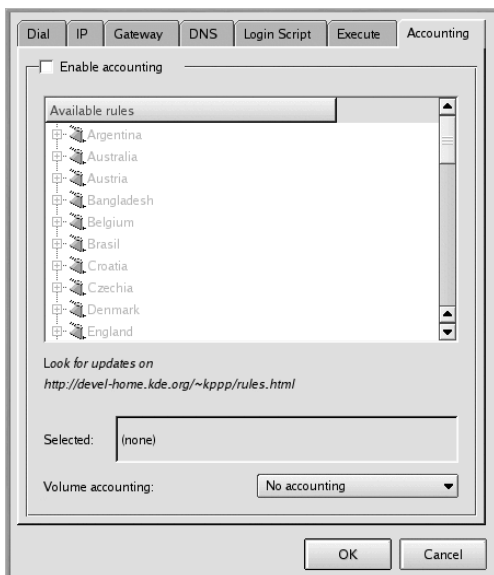 Dial IP Gateway DNS Login Script Execute Accounting
Enable accounting
Available rules
Argentina
Australia
Austria
Bangladesh
Belgium
Brasil
Croatia
Czechia
Denmark
England
Look for updates on
http://devel-home.kde.org/~kppp/rules.html
Selected: (none)
Volume accounting: No accounting
OK Cancel